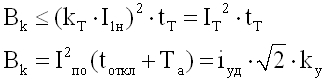 Bₖ ≤ (kₜ · I₁н)² · tₜ = Iₜ² · tₜ
Bₖ = I²по (tоткл + Tₐ) = iуд · √2 · kу